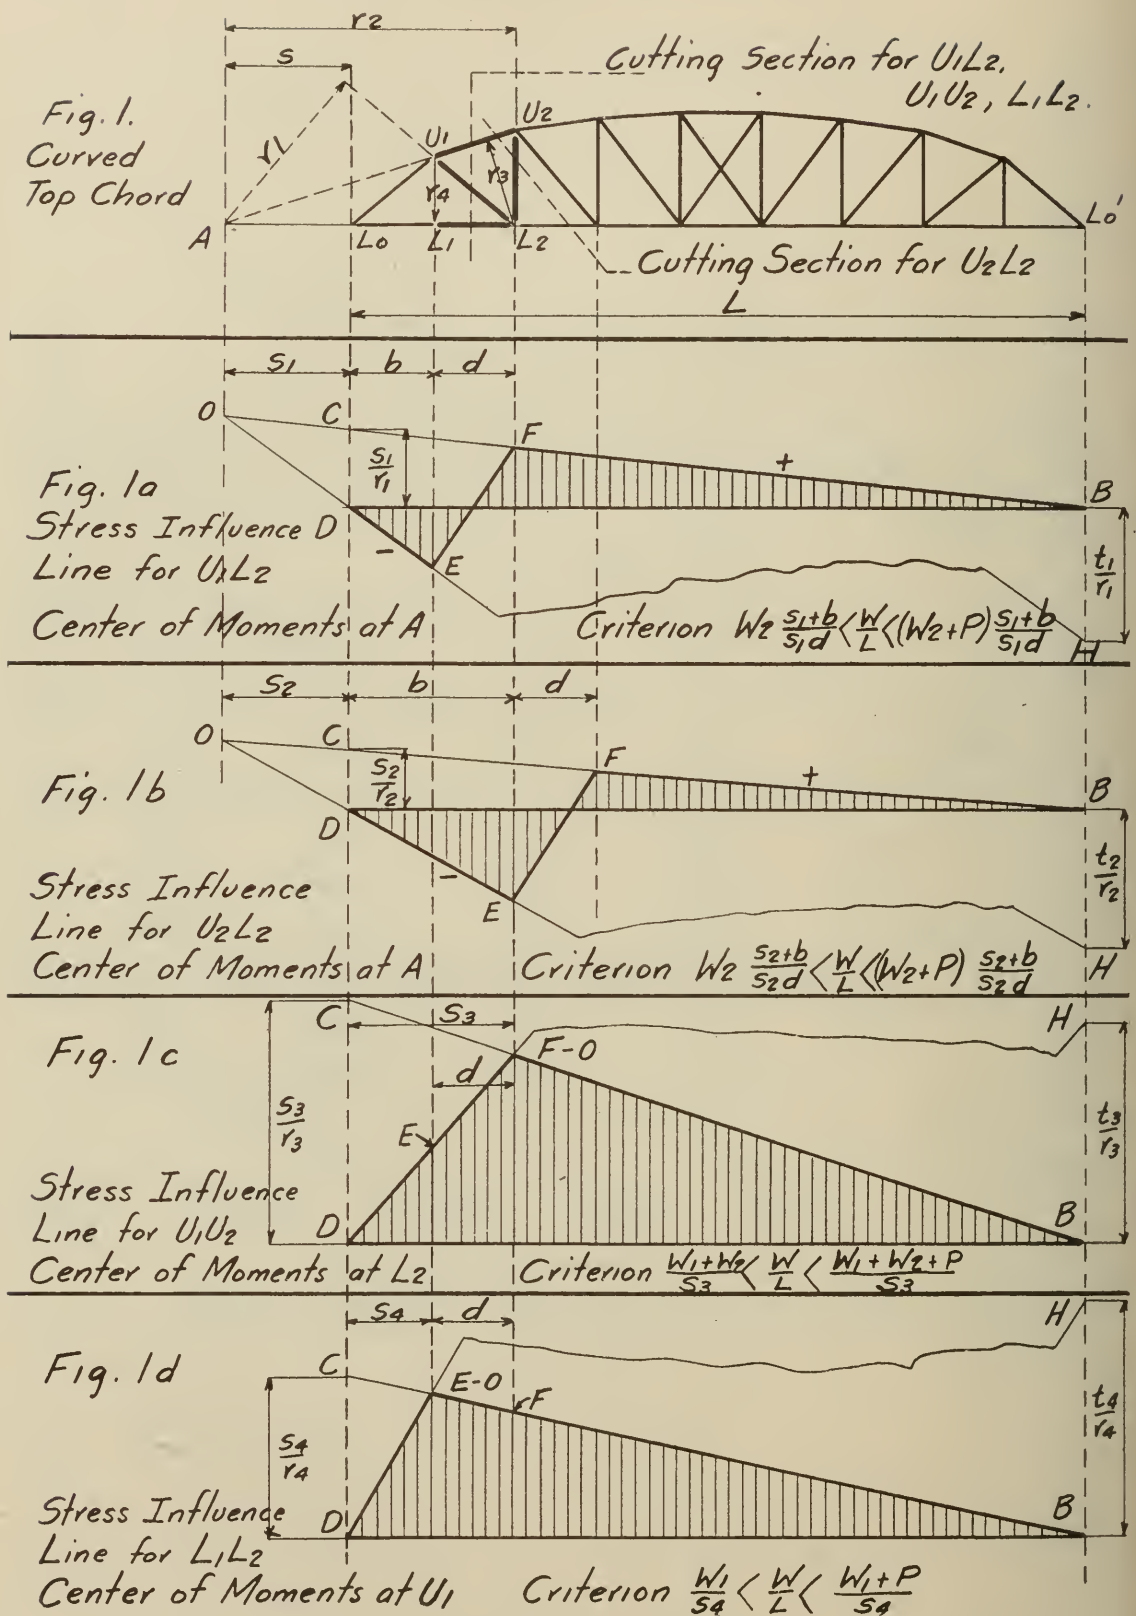 r2
s
Cutting Section for U1L2,
U1U2, L1L2.
Fig. 1.
Curved
Top Chord
r1
U1
U2
r3
r4
A
L0
L1
L2
L0'
Cutting Section for U2L2
L
s1
b
d
O
C
F
s1/r1
+
B
Fig. 1a
Stress Influence
D
Line for U1L2
-
E
t1/r1
Center of Moments at A
Criterion W2 s1+b/s1d < W/L < (W2+P) s1+b/s1d
H
s2
b
d
O
C
F
s2/r2
+
B
Fig. 1b
D
t2/r2
Stress Influence
-
E
Line for U2L2
Center of Moments at A
Criterion W2 s2+b/s2d < W/L < (W2+P) s2+b/s2d
H
C
s3
H
Fig. 1c
F-O
d
s3/r3
t3/r3
E
Stress Influence
Line for U1U2
D
B
Center of Moments at L2
Criterion W1+W2/s3 < W/L < W1+W2+P/s3
s4
d
H
Fig. 1d
C
E-O
F
t4/r4
s4/r4
Stress Influence
D
B
Line for L1L2
Center of Moments at U1
Criterion W1/s4 < W/L < W1+P/s4